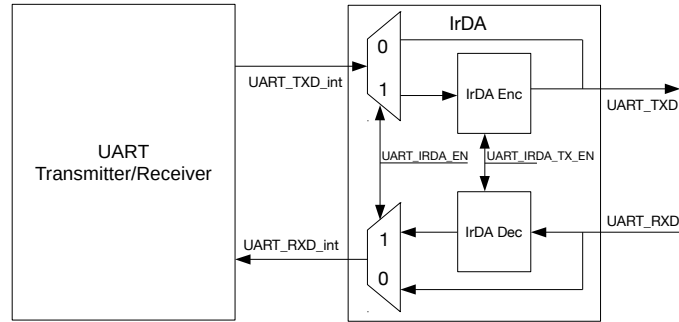 IrDA
0
UART_TXD_int
1
IrDA Enc
UART_TXD
UART
Transmitter/Receiver
UART_IRDA_EN
UART_IRDA_TX_EN
UART_RXD_int
1
IrDA Dec
UART_RXD
0